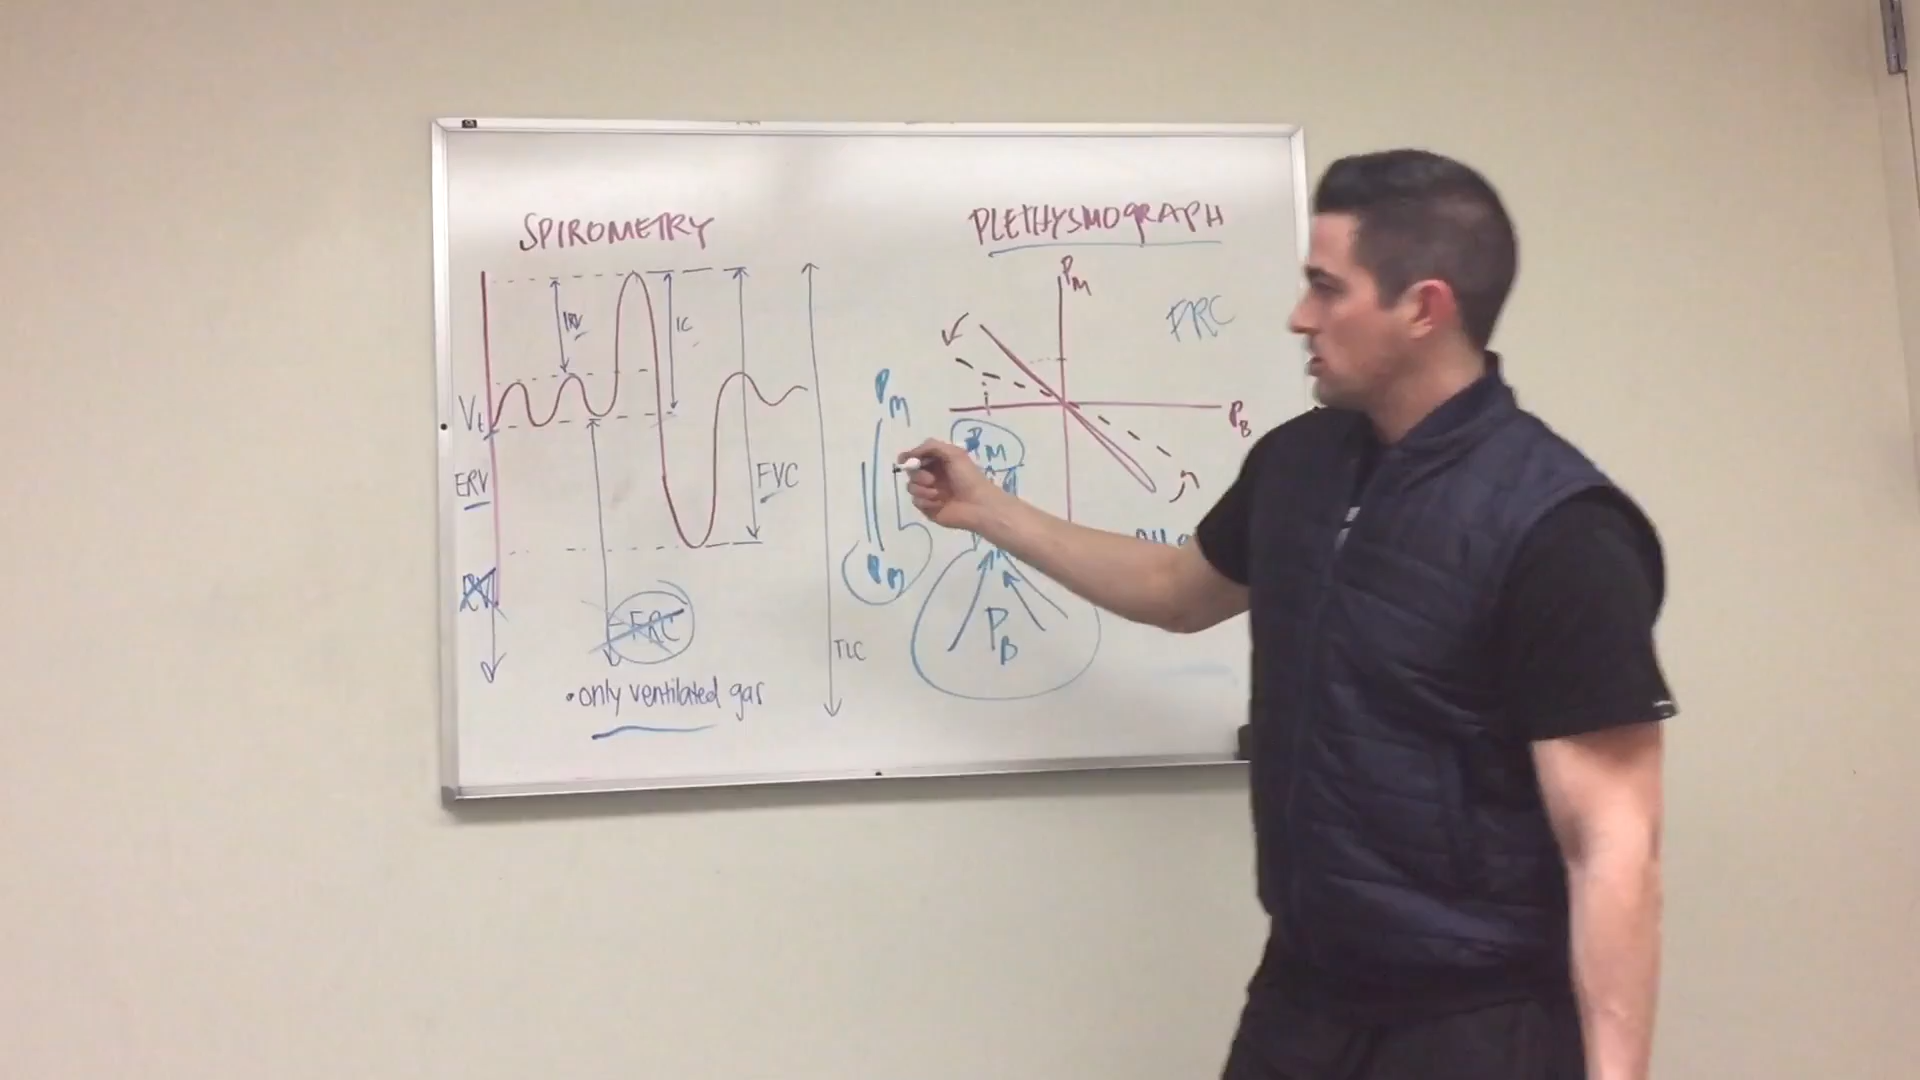 SPIROMETRY
IRV
IC
Vt
ERV
FVC
RV
FRC
TLC
• only ventilated gas
PLETHYSMOGRAPH
PM
FRC
PB
PM
PM
PM
PB